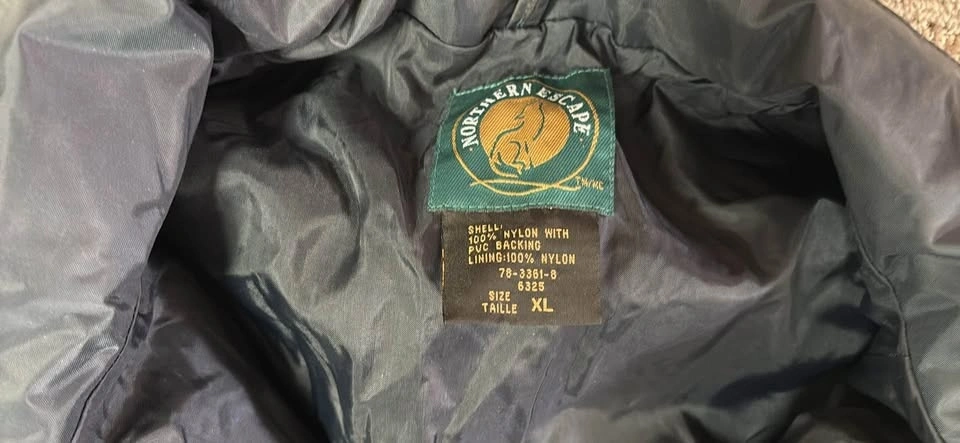 · NORTHERN ESCAPE ·
TM/MC
SHELL:
100% NYLON WITH
PVC BACKING
LINING:100% NYLON
78-3361-8
6325
SIZE
TAILLE XL